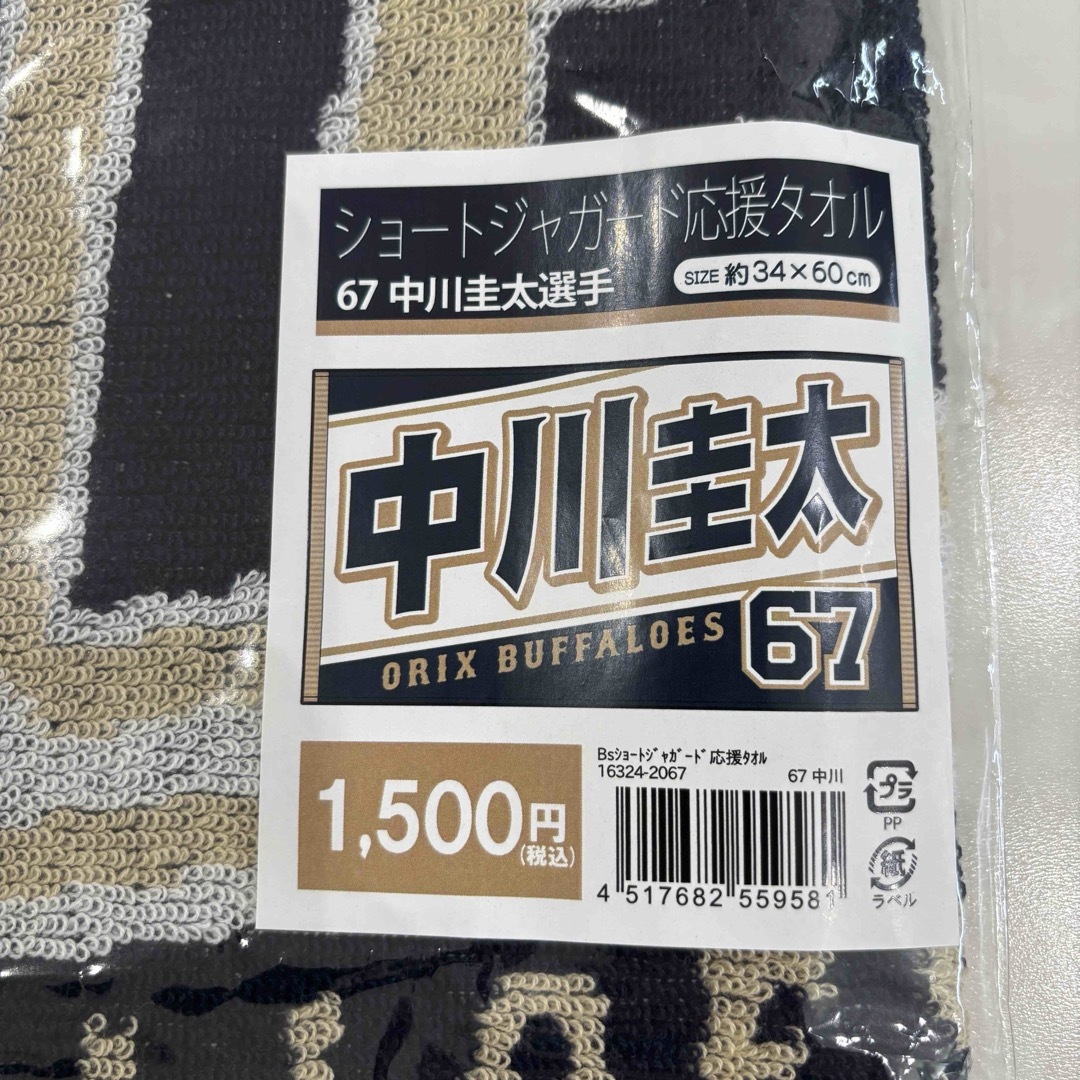 ショートジャガード応援タオル
67 中川圭太選手
SIZE 約34×60cm
中川圭太
ORIX BUFFALOES
67
1,500円
(税込)
Bsｼｮｰﾄｼﾞｬｶﾞｰﾄﾞ応援ﾀｵﾙ
16324-2067 67 中川
4 517682 559581
プラ
PP
紙
ラベル